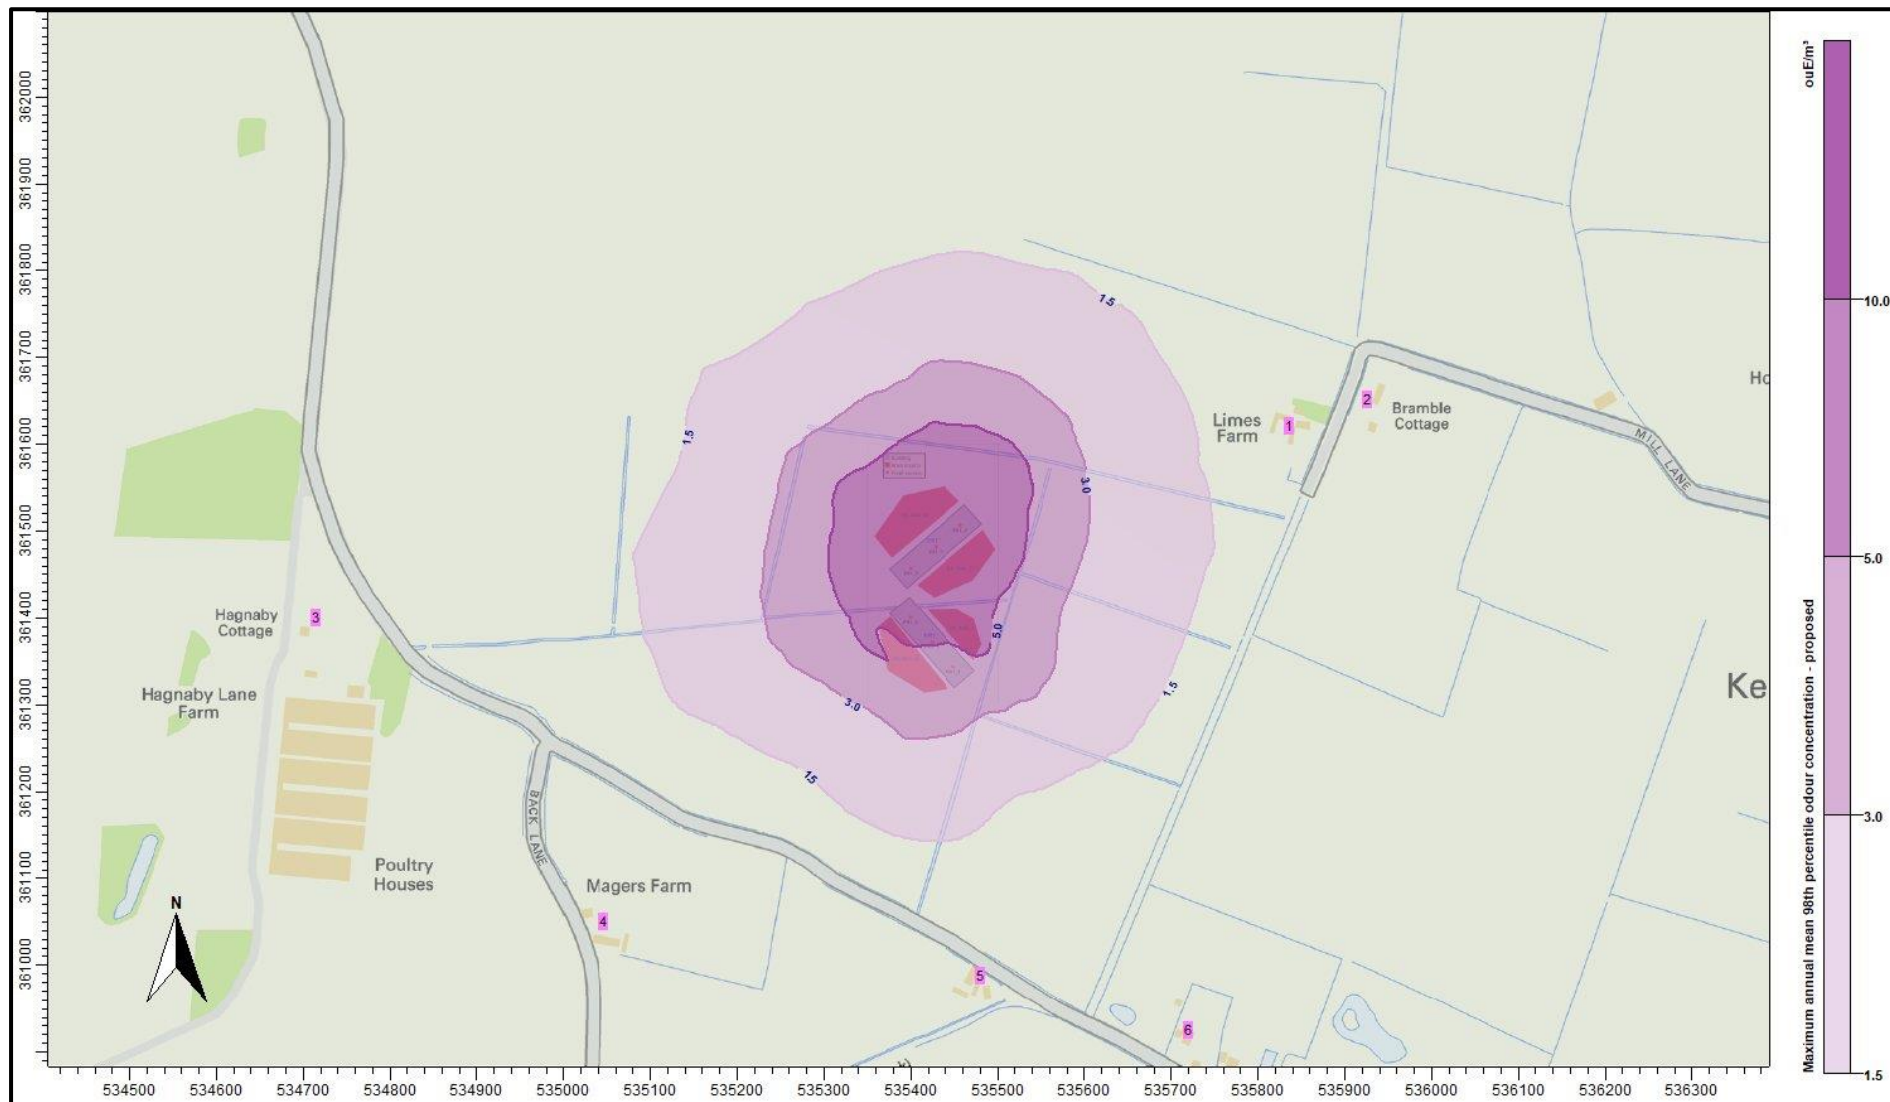 362000
361900
361800
361700
361600
361500
361400
361300
361200
361100
361000
534500
534600
534700
534800
534900
535000
535100
535200
535300
535400
535500
535600
535700
535800
535900
536000
536100
536200
536300
1.5
1.5
1.5
1.5
3.0
3.0
5.0
Limes
Farm
1
2
Bramble
Cottage
MILL LANE
Ho
Ke
Hagnaby
Cottage
3
Hagnaby Lane
Farm
Poultry
Houses
BACK LANE
Magers Farm
4
5
6
N
ouE/m³
10.0
5.0
3.0
1.5
Maximum annual mean 98th percentile odour concentration - proposed